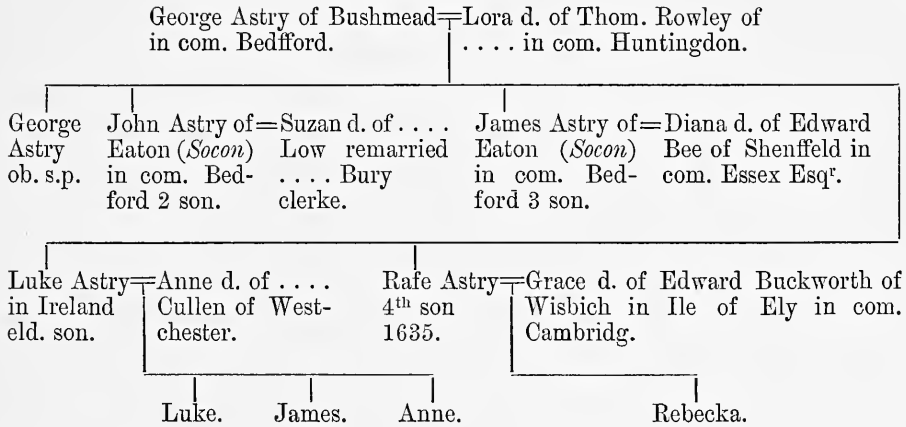 George Astry of Bushmead=Lora d. of Thom. Rowley of
in com. Bedfford. . . . . in com. Huntingdon.
George
Astry
ob. s.p.
John Astry of=Suzan d. of . . . .
Eaton (Socon) Low remarried
in com. Bed- . . . . Bury
ford 2 son. clerke.
James Astry of=Diana d. of Edward
Eaton (Socon) Bee of Shenffeld in
in com. Bed- com. Essex Esqr.
ford 3 son.
Luke Astry=Anne d. of . . . .
in Ireland Cullen of West-
eld. son. chester.
Rafe Astry=Grace d. of Edward Buckworth of
4th son Wisbich in Ile of Ely in com.
1635. Cambridg.
Luke. James. Anne. Rebecka.